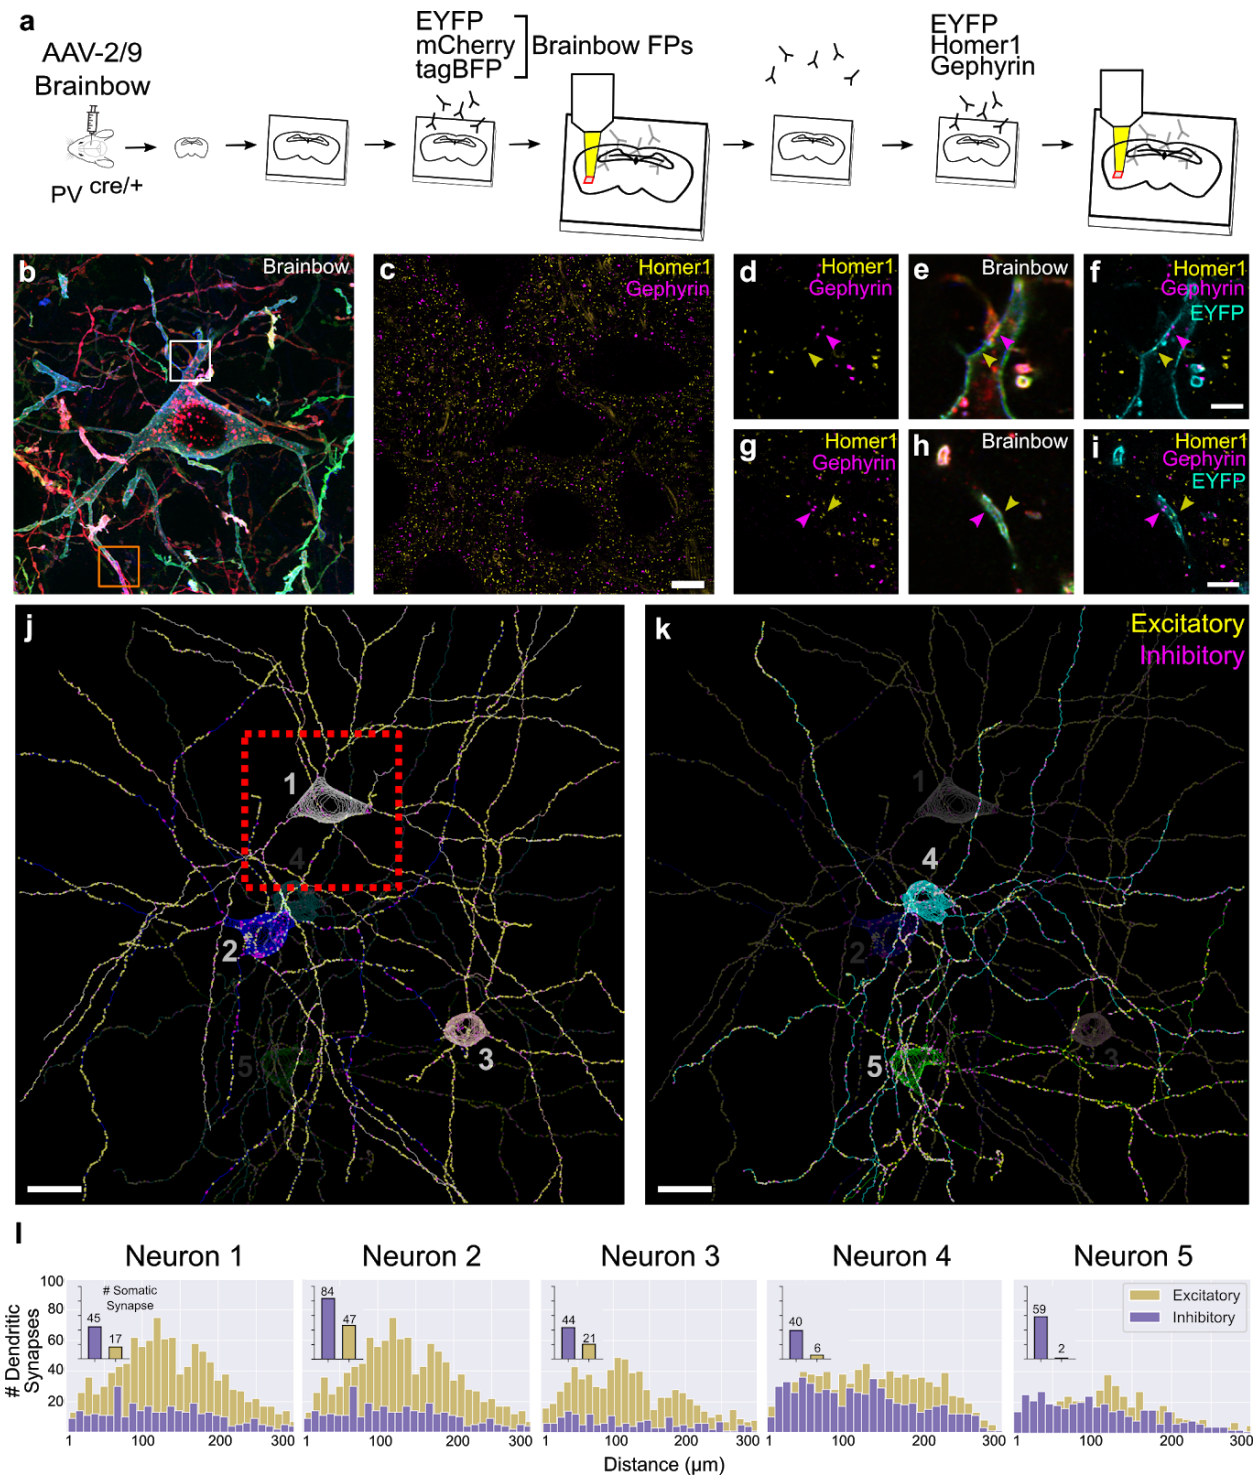 a
AAV-2/9
Brainbow
PV cre/+
EYFP
mCherry
tagBFP
Brainbow FPs
EYFP
Homer1
Gephyrin
b
Brainbow
c
Homer1
Gephyrin
d
Homer1
Gephyrin
e
Brainbow
f
Homer1
Gephyrin
EYFP
g
Homer1
Gephyrin
h
Brainbow
i
Homer1
Gephyrin
EYFP
j
1
4
2
3
5
k
Excitatory
Inhibitory
1
4
2
3
5
l
Neuron 1
Neuron 2
Neuron 3
Neuron 4
Neuron 5
# Dendritic
Synapses
100
80
60
40
20
# Somatic
Synapse
45
17
84
47
44
21
40
6
59
2
Excitatory
Inhibitory
1 100 200 300
1 100 200 300
1 100 200 300
1 100 200 300
1 100 200 300
Distance (μm)